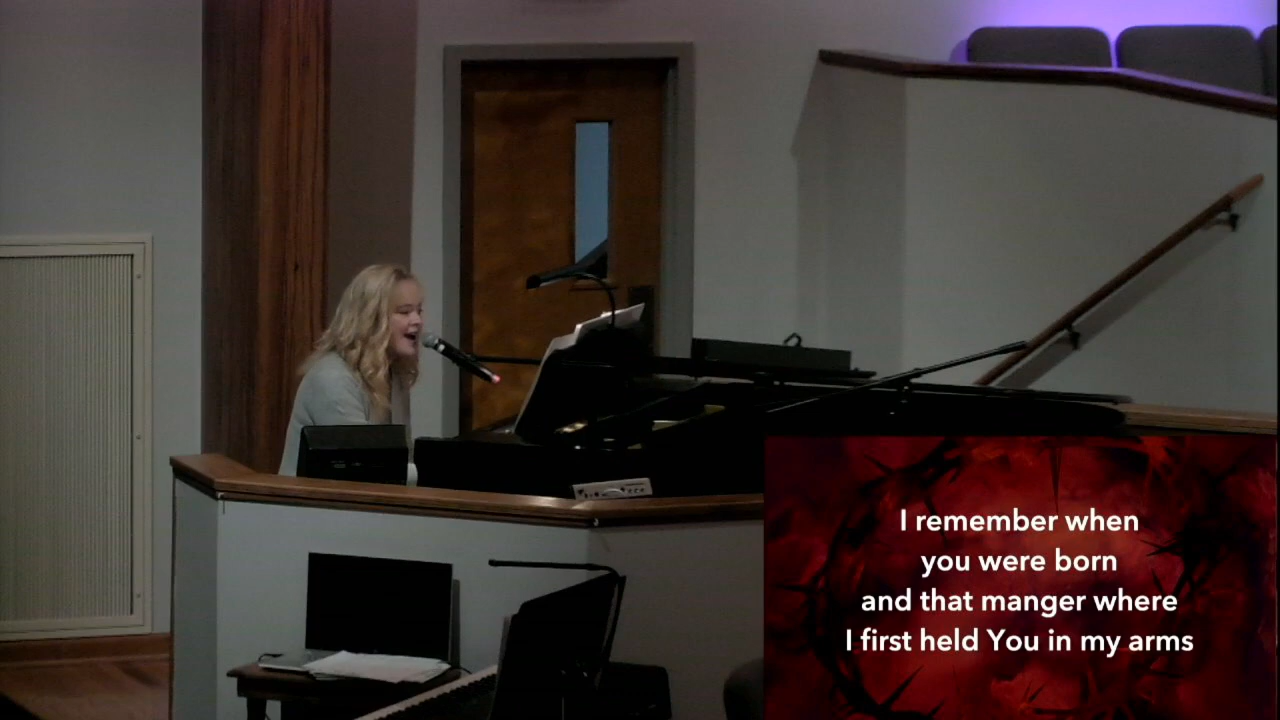 I remember when
you were born
and that manger where
I first held You in my arms